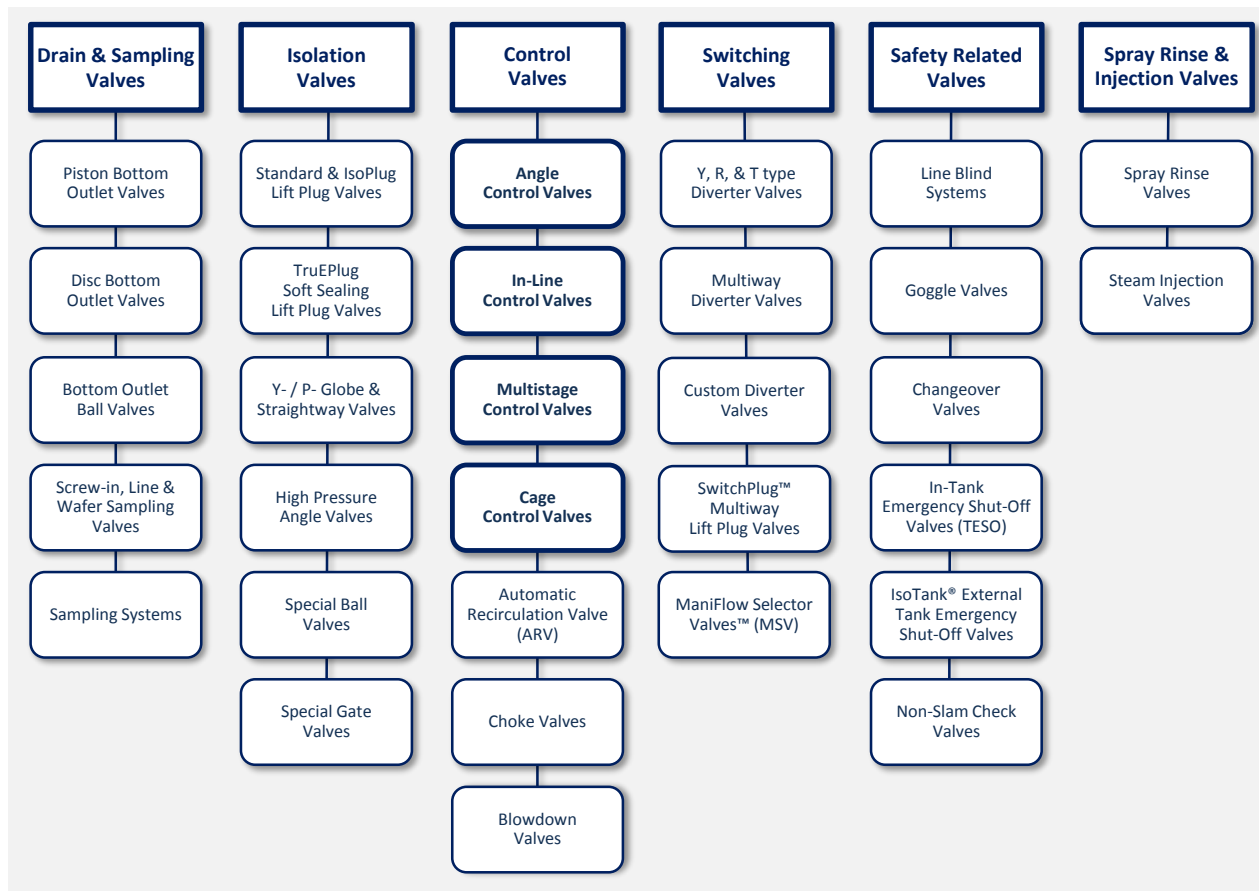 Drain & Sampling
Valves
Piston Bottom
Outlet Valves
Disc Bottom
Outlet Valves
Bottom Outlet
Ball Valves
Screw-in, Line &
Wafer Sampling
Valves
Sampling Systems
Isolation
Valves
Standard & IsoPlug
Lift Plug Valves
TruEPlug
Soft Sealing
Lift Plug Valves
Y- / P- Globe &
Straightway Valves
High Pressure
Angle Valves
Special Ball
Valves
Special Gate
Valves
Control
Valves
Angle
Control Valves
In-Line
Control Valves
Multistage
Control Valves
Cage
Control Valves
Automatic
Recirculation Valve
(ARV)
Choke Valves
Blowdown
Valves
Switching
Valves
Y, R, & T type
Diverter Valves
Multiway
Diverter Valves
Custom Diverter
Valves
SwitchPlug™
Multiway
Lift Plug Valves
ManiFlow Selector
Valves™ (MSV)
Safety Related
Valves
Line Blind
Systems
Goggle Valves
Changeover
Valves
In-Tank
Emergency Shut-Off
Valves (TESO)
IsoTank® External
Tank Emergency
Shut-Off Valves
Non-Slam Check
Valves
Spray Rinse &
Injection Valves
Spray Rinse
Valves
Steam Injection
Valves